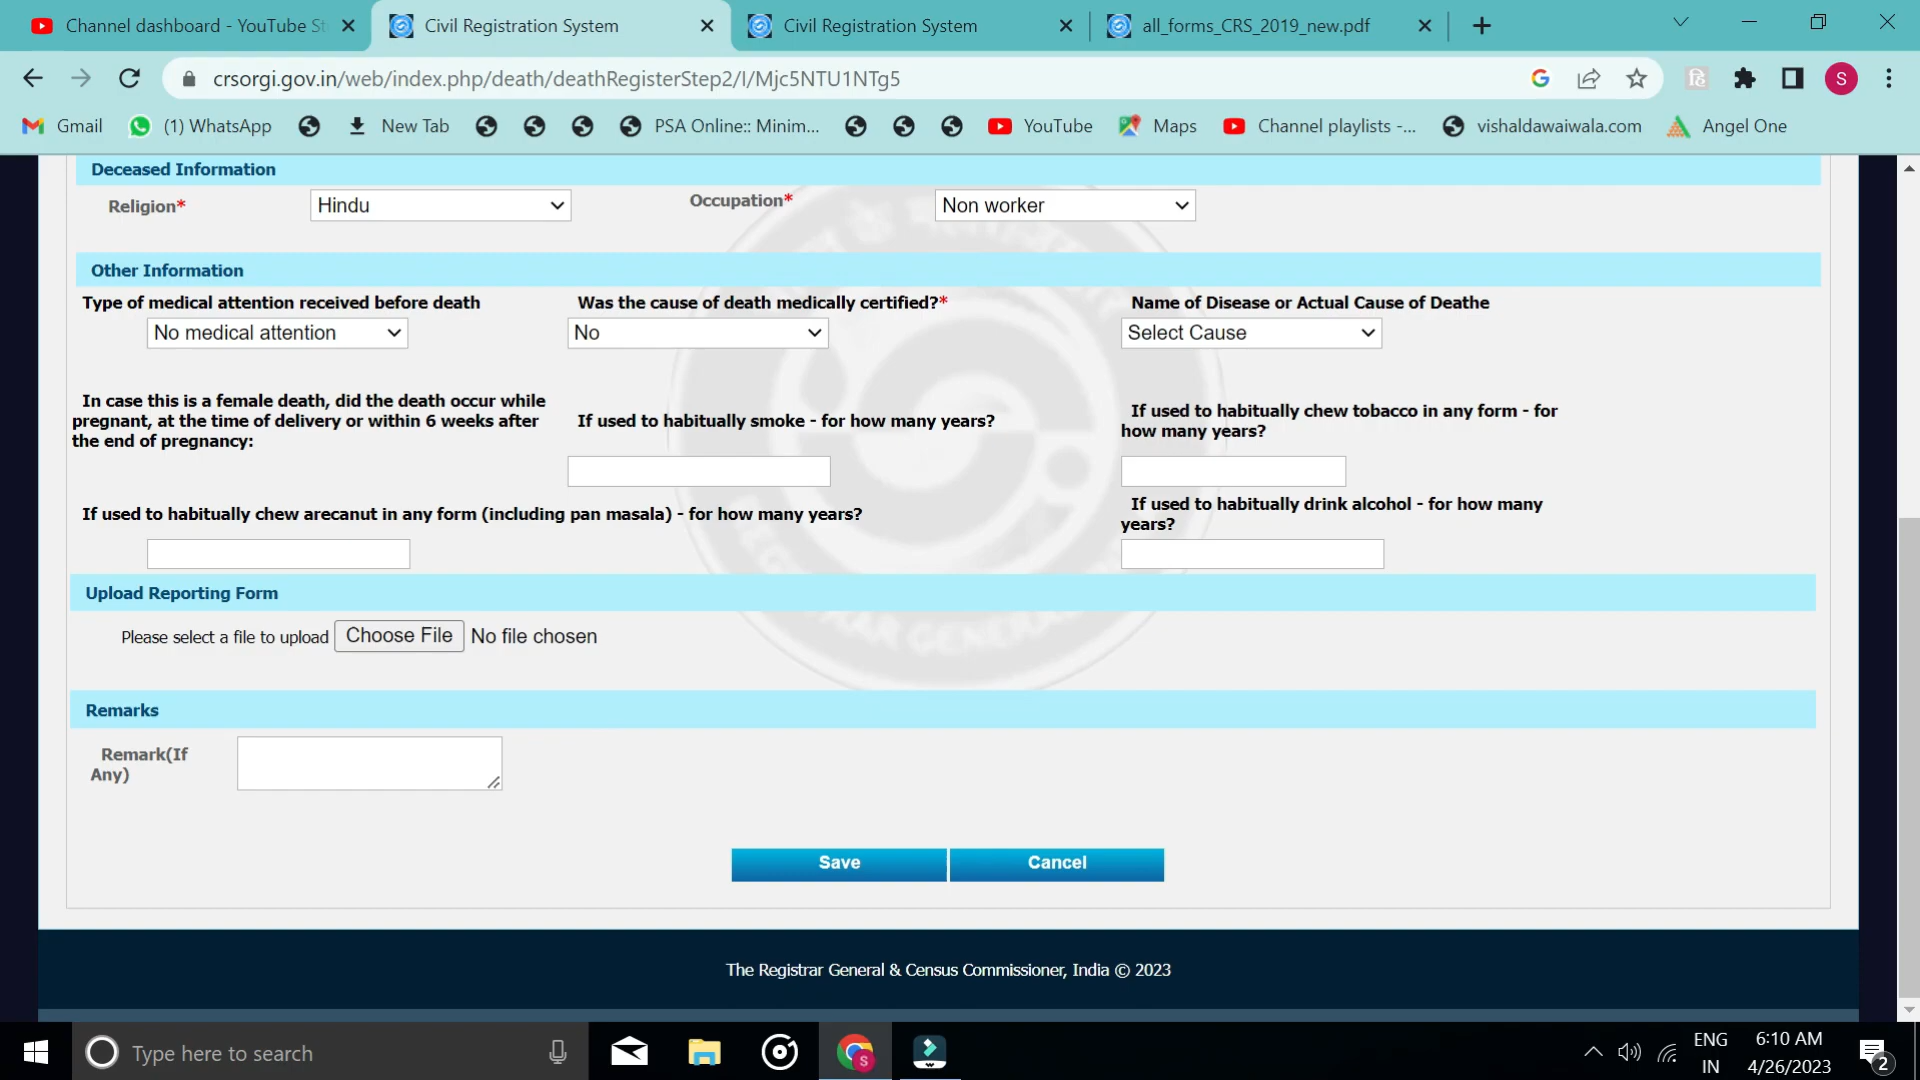 Channel dashboard - YouTube St
Civil Registration System
Civil Registration System
all_forms_CRS_2019_new.pdf
crsorgi.gov.in/web/index.php/death/deathRegisterStep2/I/Mjc5NTU1NTg5
S
Gmail
(1) WhatsApp
New Tab
PSA Online:: Minim...
YouTube
Maps
Channel playlists -...
vishaldawaiwala.com
Angel One
Deceased Information
Religion*
Hindu
Occupation*
Non worker
Other Information
Type of medical attention received before death
Was the cause of death medically certified?*
Name of Disease or Actual Cause of Deathe
No medical attention
No
Select Cause
In case this is a female death, did the death occur while
pregnant, at the time of delivery or within 6 weeks after
the end of pregnancy:
If used to habitually smoke - for how many years?
If used to habitually chew tobacco in any form - for
how many years?
If used to habitually chew arecanut in any form (including pan masala) - for how many years?
If used to habitually drink alcohol - for how many
years?
Upload Reporting Form
Please select a file to upload
Choose File
No file chosen
Remarks
Remark(If
Any)
Save
Cancel
The Registrar General & Census Commissioner, India © 2023
Type here to search
S
ENG
IN
6:10 AM
4/26/2023
2